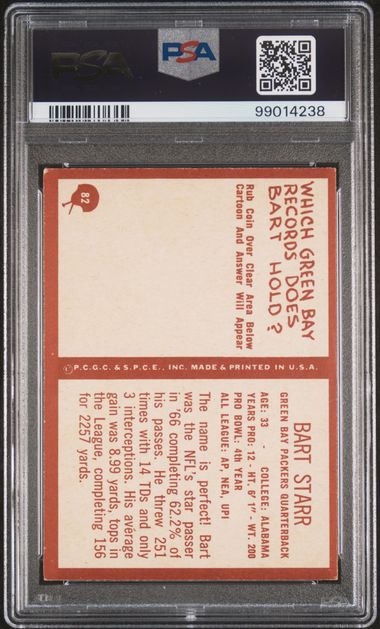 PSA
PSA
99014238
82
WHICH GREEN BAY
RECORDS DOES
BART HOLD?
Rub Coin Over Clear Area Below
Cartoon And Answer Will Appear
© P.C.G.C. & S.P.C.E., INC. MADE & PRINTED IN U.S.A.
BART STARR
GREEN BAY PACKERS QUARTERBACK
AGE: 33 - COLLEGE: ALABAMA
YEARS PRO: 12 - HT. 6' 1" - WT. 200
PRO BOWL: 4th YEAR
ALL LEAGUE: AP, NEA, UPI
The name is perfect! Bart
was the NFL's star passer
in '66 completing 62.2% of
his passes. He threw 251
times with 14 TDs and only
3 interceptions. His average
gain was 8.99 yards, tops in
the League, completing 156
for 2257 yards.